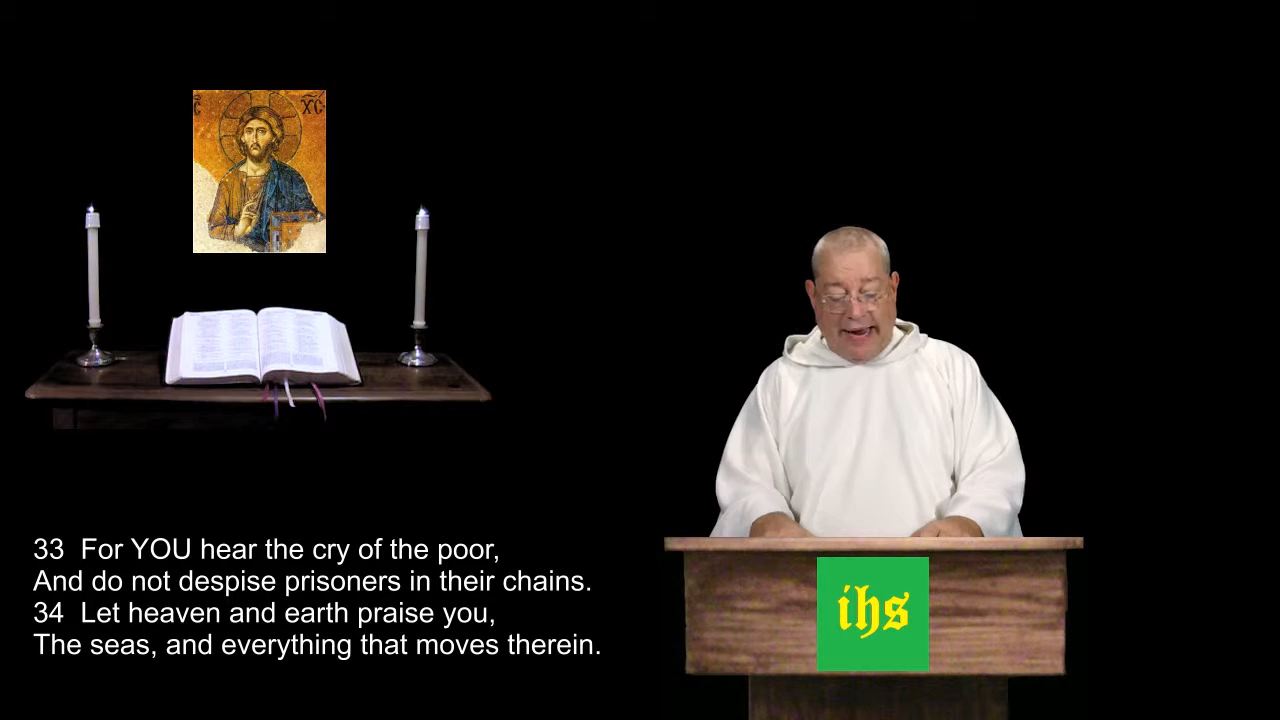 C XC
33 For YOU hear the cry of the poor,
And do not despise prisoners in their chains.
34 Let heaven and earth praise you,
The seas, and everything that moves therein.
ihs